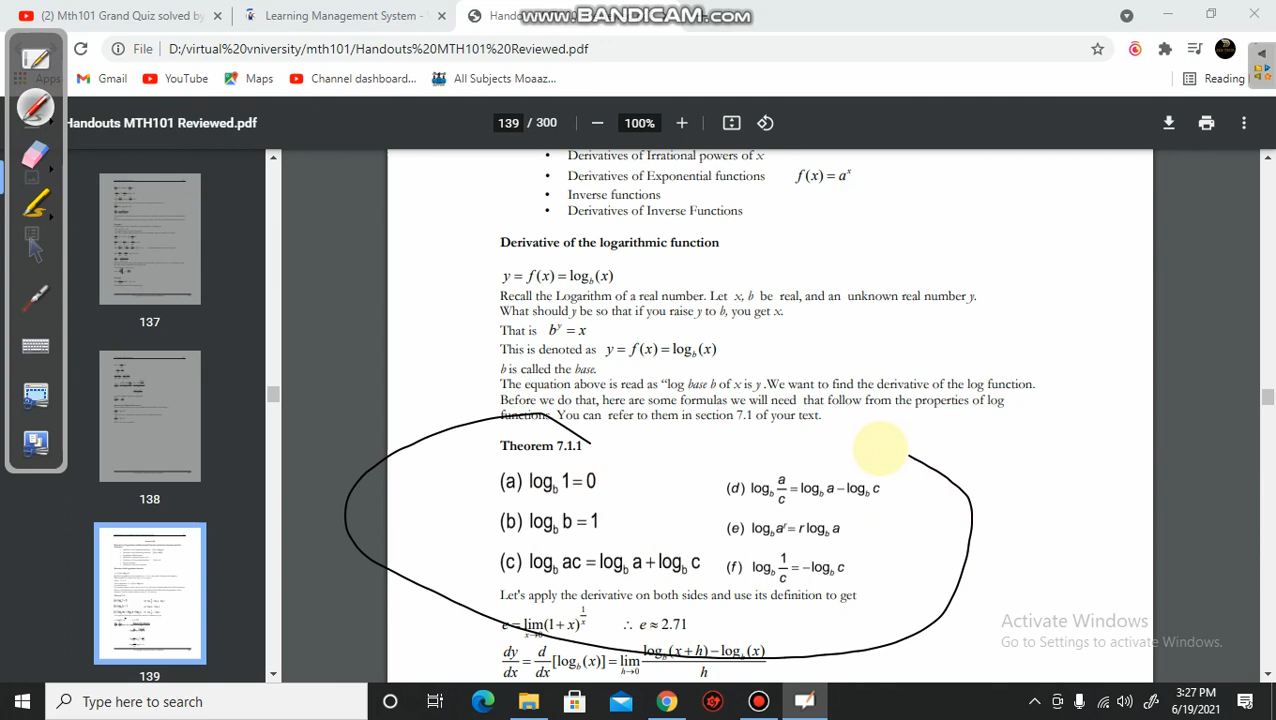 (2) Mth101 Grand Quiz solved by
Learning Management System -
Hando
www.BANDICAM.com
File
D:/virtual%20vniversity/mth101/Handouts%20MTH101%20Reviewed.pdf
Apps
Gmail
YouTube
Maps
Channel dashboard...
All Subjects Moaaz...
Reading
Handouts MTH101 Reviewed.pdf
139 / 300
100%
137
138
139
• Derivatives of Irrational powers of x
• Derivatives of Exponential functions f(x) = a^x
• Inverse functions
• Derivatives of Inverse Functions
Derivative of the logarithmic function
y = f(x) = log_b(x)
Recall the Logarithm of a real number. Let x, b be real, and an unknown real number y.
What should y be so that if you raise y to b, you get x.
That is b^y = x
This is denoted as y = f(x) = log_b(x)
b is called the base.
The equation above is read as “log base b of x is y .We want to find the derivative of the log function.
Before we do that, here are some formulas we will need that follow from the properties of log
functions. You can refer to them in section 7.1 of your text.
Theorem 7.1.1
(a) log_b 1 = 0
(b) log_b b = 1
(c) log_b ac = log_b a + log_b c
(d) log_b a/c = log_b a – log_b c
(e) log_b a^r = r log_b a
(f) log_b 1/c = –log_b c
Let's apply the derivative on both sides and use its definition to get
e = lim x→0 (1+x)^(1/x) ∴ e ≈ 2.71
dy/dx = d/dx [log_b(x)] = lim h→0 (log_b(x+h) – log_b(x))/h
Activate Windows
Go to Settings to activate Windows.
Type here to search
3:27 PM
6/19/2021